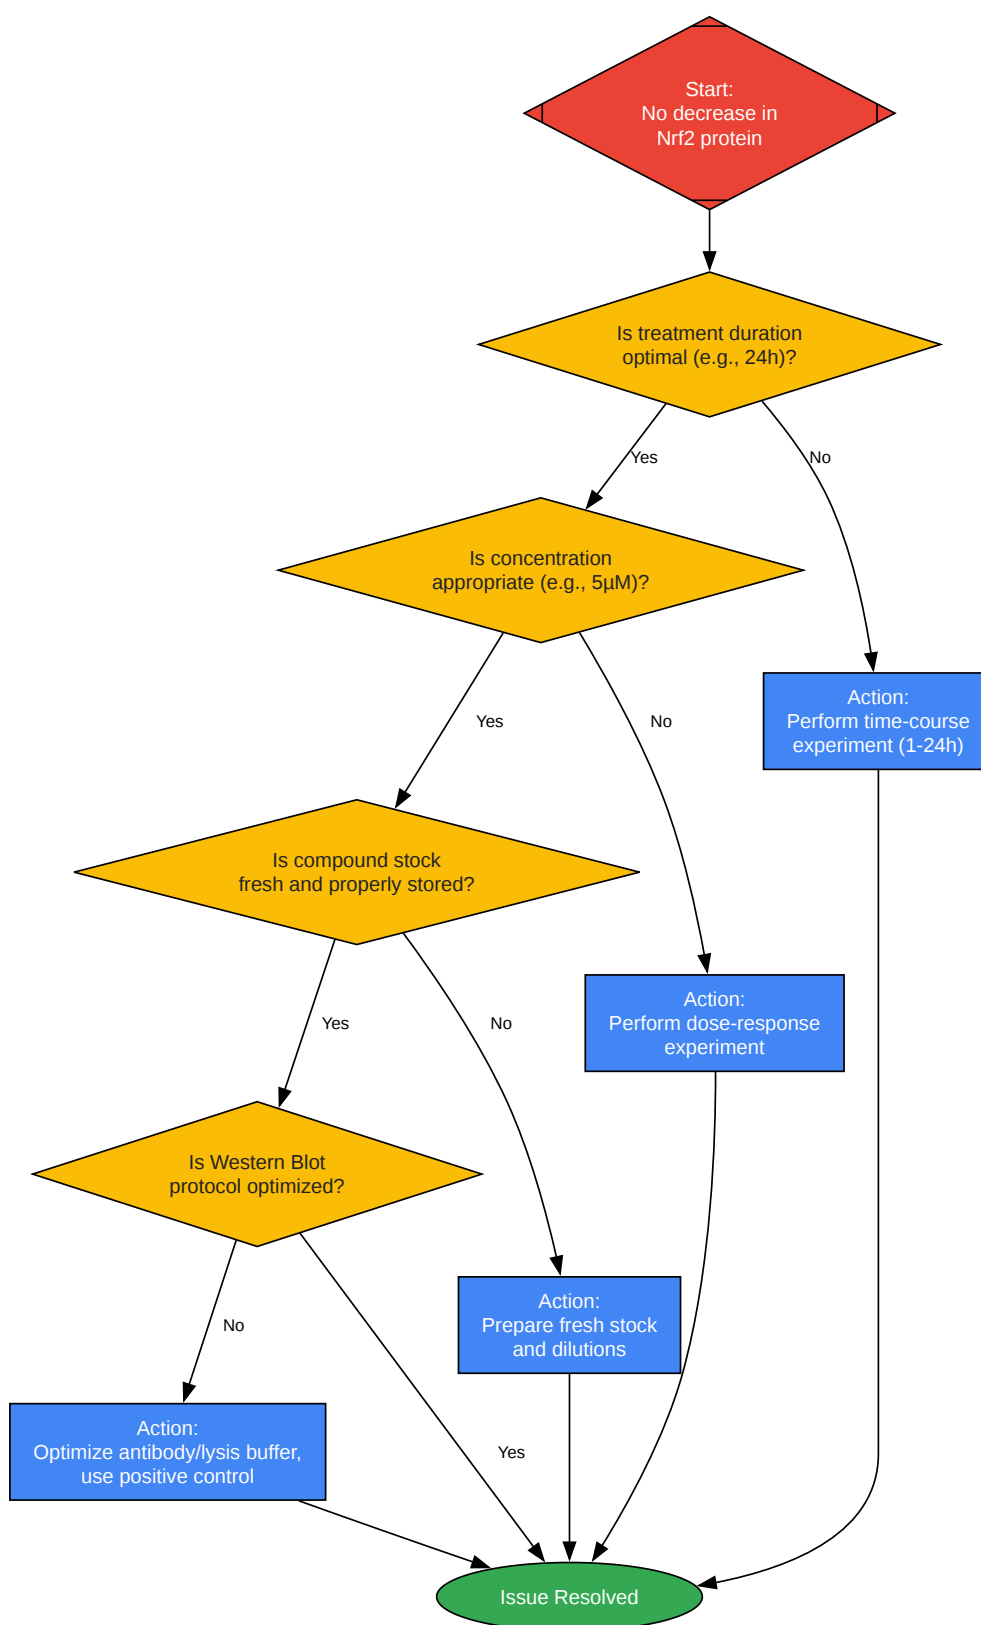 Start:
No decrease in
Nrf2 protein
Is treatment duration
optimal (e.g., 24h)?
Yes
No
Is concentration
appropriate (e.g., 5µM)?
Action:
Perform time-course
experiment (1-24h)
Yes
No
Is compound stock
fresh and properly stored?
Action:
Perform dose-response
experiment
Yes
No
Is Western Blot
protocol optimized?
Action:
Prepare fresh stock
and dilutions
No
Yes
Action:
Optimize antibody/lysis buffer,
use positive control
Issue Resolved